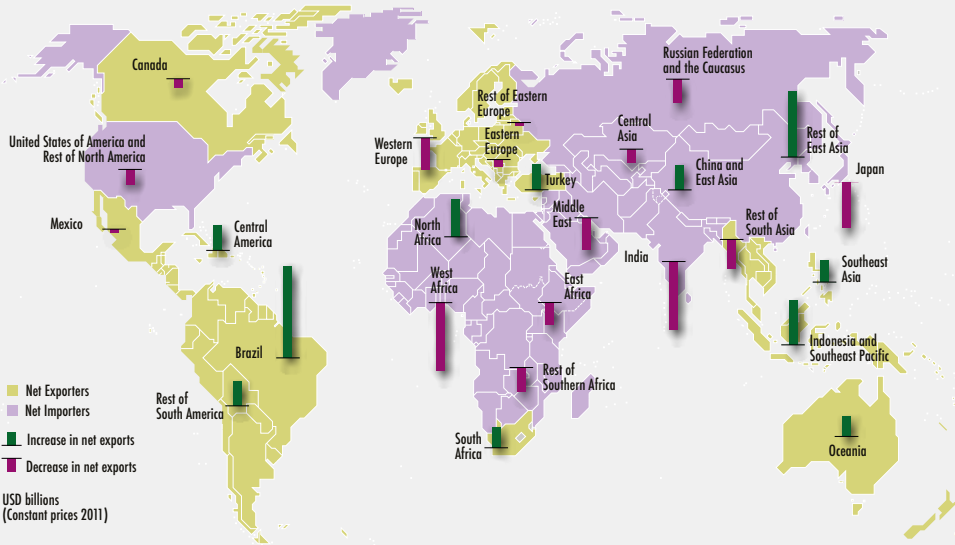 Canada
Russian Federation
and the Caucasus
Rest of Eastern
Europe
Central
Asia
United States of America and
Rest of North America
Western
Europe
Eastern
Europe
Rest of
East Asia
China and
East Asia
Japan
Turkey
Mexico
Central
America
North
Africa
Middle
East
Rest of
South Asia
India
Southeast
Asia
West
Africa
East
Africa
Brazil
Indonesia and
Southeast Pacific
Rest of
Southern Africa
Rest of
South America
South
Africa
Oceania
Net Exporters
Net Importers
Increase in net exports
Decrease in net exports
USD billions
(Constant prices 2011)